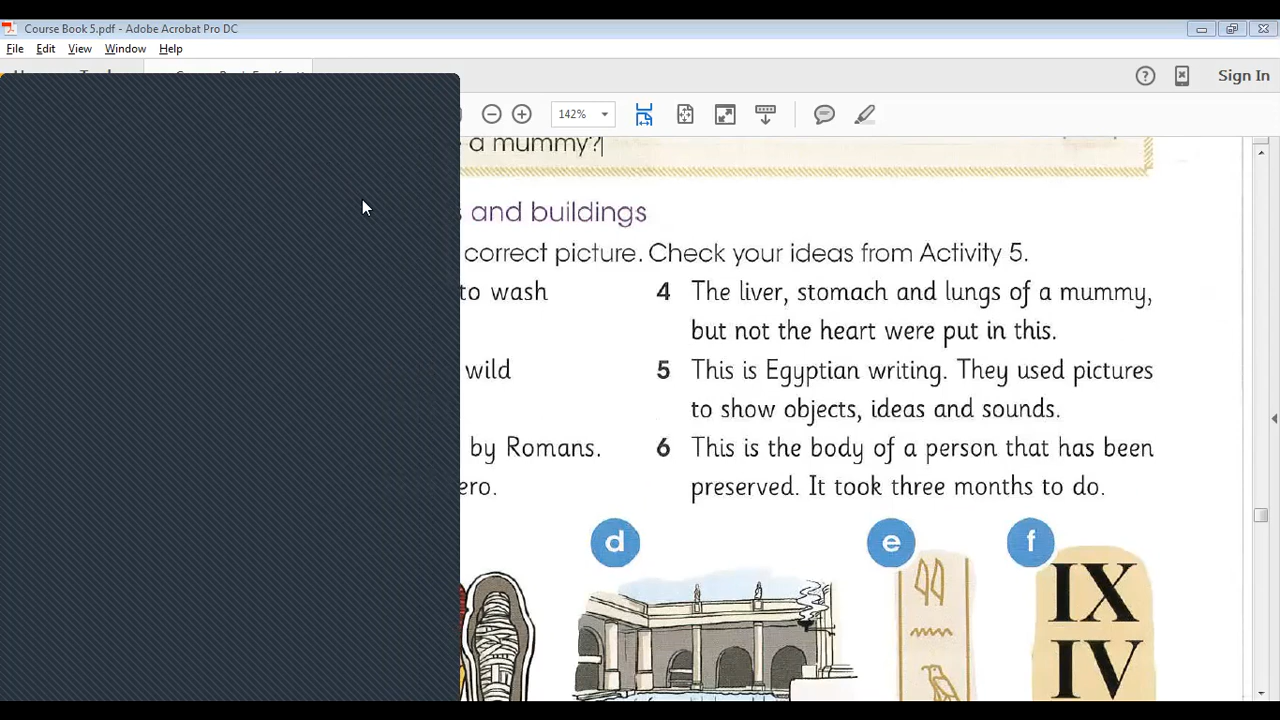 Course Book 5.pdf - Adobe Acrobat Pro DC
File Edit View Window Help
Sign In
142%
a mummy?
and buildings
correct picture. Check your ideas from Activity 5.
to wash
wild
by Romans.
4 The liver, stomach and lungs of a mummy,
but not the heart were put in this.
5 This is Egyptian writing. They used pictures
to show objects, ideas and sounds.
6 This is the body of a person that has been
preserved. It took three months to do.
d
e
f
IX
IV